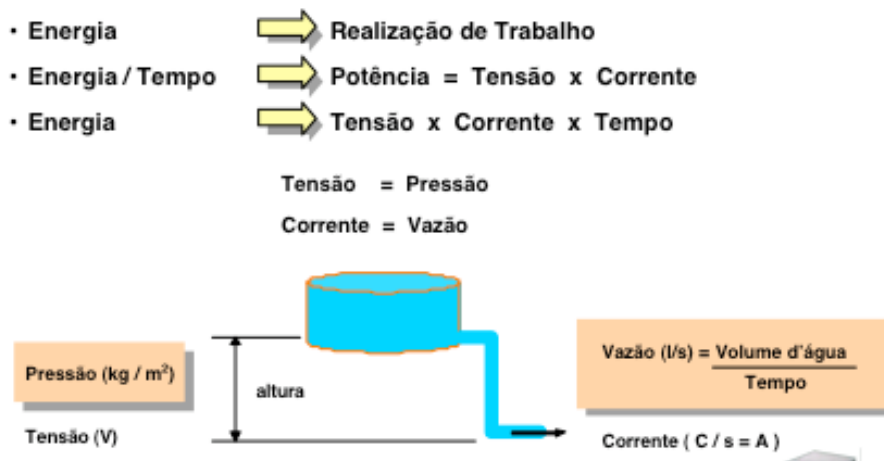 · Energia Realização de Trabalho
· Energia / Tempo Potência = Tensão x Corrente
· Energia Tensão x Corrente x Tempo
Tensão = Pressão
Corrente = Vazão
Pressão (kg / m²)
Tensão (V)
altura
Vazão (l/s) = Volume d'água
Tempo
Corrente ( C / s = A )